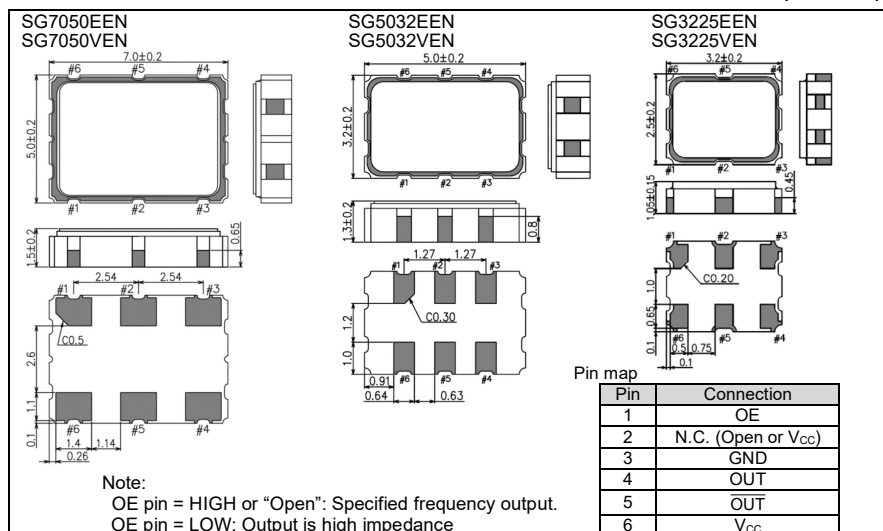 SG7050EEN
SG7050VEN
7.0±0.2
#6 #5 #4
5.0±0.2
#1 #2 #3
1.5±0.2
0.65
2.54 2.54
#1 #2 #3
C0.5
2.6
1.1
0.1
#6 #5 #4
1.4 1.14
0.26
SG5032EEN
SG5032VEN
5.0±0.2
#6 #5 #4
3.2±0.2
#1 #2 #3
1.3±0.2
0.8
1.27 1.27
#1 #2 #3
C0.30
1.2
1.0
0.91 #6 #5 #4
0.64 0.63
SG3225EEN
SG3225VEN
3.2±0.2
#6 #5 #4
2.5±0.2
#1 #2 #3
1.05±0.15
0.45
#1 #2 #3
C0.20
1.0
0.65
0.1
#6 #5 #4
0.5 0.75
0.1
Pin map
Pin Connection
1 OE
2 N.C. (Open or VCC)
3 GND
4 OUT
5 O̅U̅T̅
6 VCC
Note:
OE pin = HIGH or “Open”: Specified frequency output.
OE pin = LOW: Output is high impedance